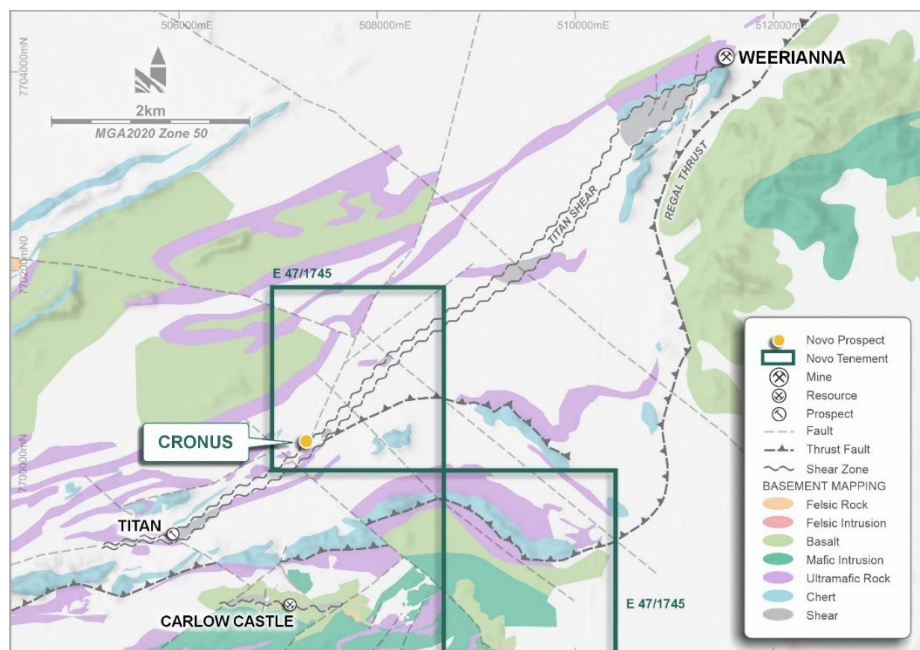 506000mE
508000mE
510000mE
512000mE
7704000mN
WEERIANNA
2km
MGA2020 Zone 50
REGAL THRUST
TITAN SHEAR
770200mN0
E 47/1745
CRONUS
7700000mN
TITAN
CARLOW CASTLE
E 47/1745
Novo Prospect
Novo Tenement
Mine
Resource
Prospect
Fault
Thrust Fault
Shear Zone
BASEMENT MAPPING
Felsic Rock
Felsic Intrusion
Basalt
Mafic Intrusion
Ultramafic Rock
Chert
Shear